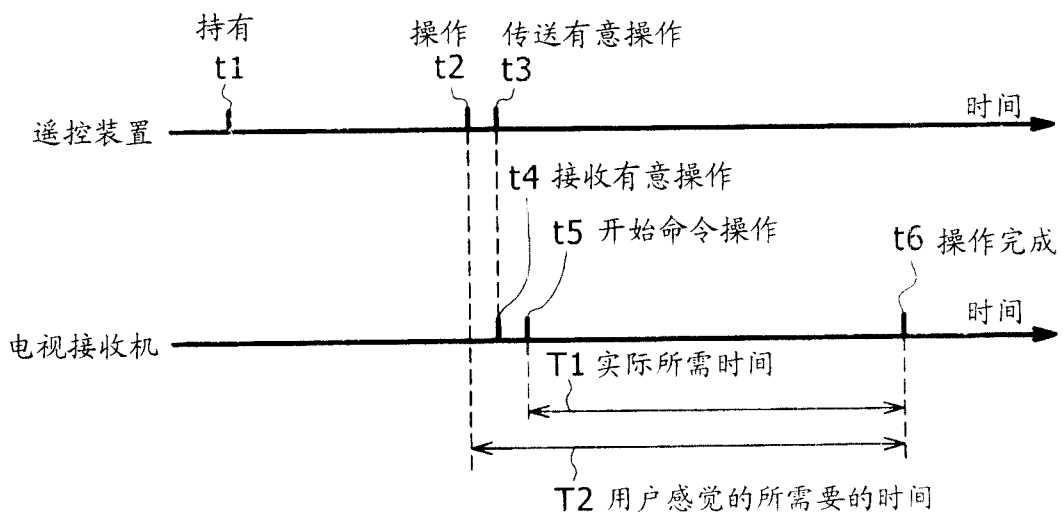 持有
t1
操作
t2
传送有意操作
t3
时间
遥控装置
t4 接收有意操作
t5 开始命令操作
t6 操作完成
时间
电视接收机
T1 实际所需时间
T2 用户感觉的所需要的时间